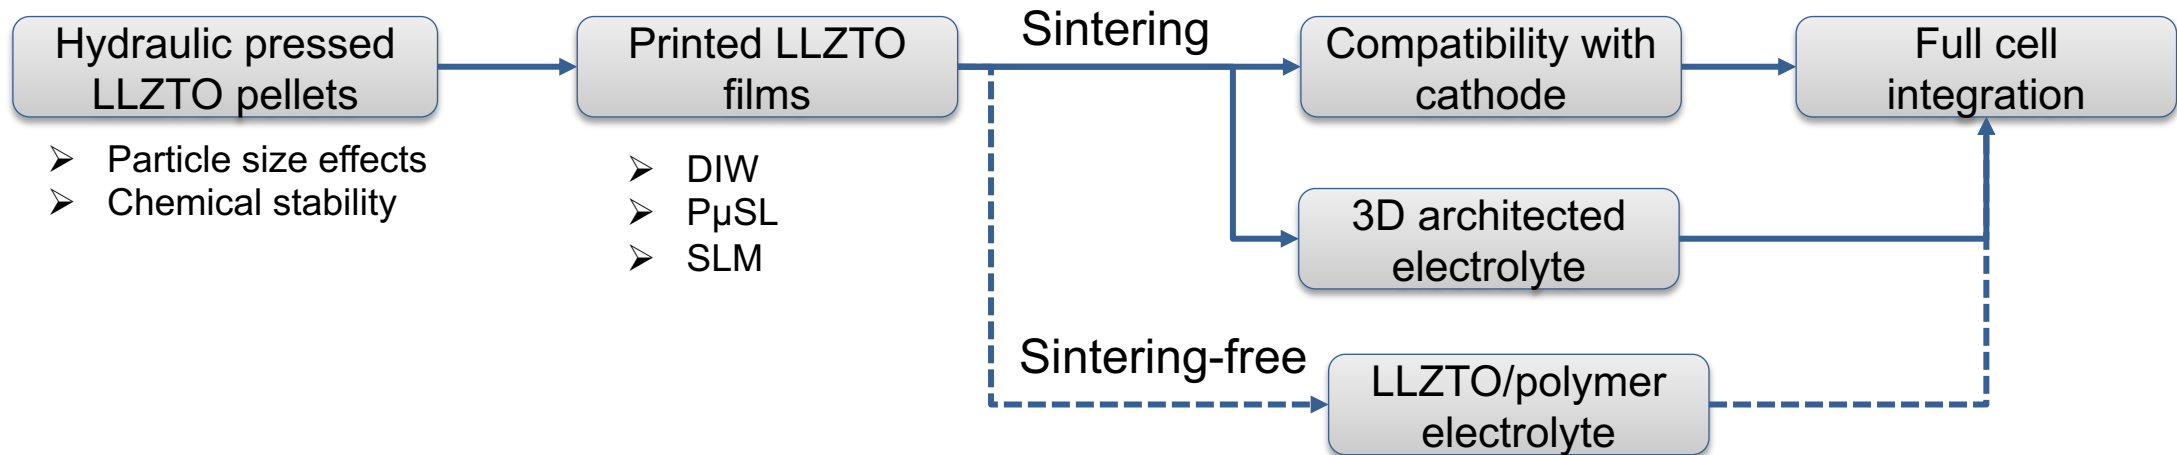 Hydraulic pressed
LLZTO pellets
➢ Particle size effects
➢ Chemical stability
Printed LLZTO
films
➢ DIW
➢ PµSL
➢ SLM
Sintering
Compatibility with
cathode
Full cell
integration
3D architected
electrolyte
Sintering-free
LLZTO/polymer
electrolyte